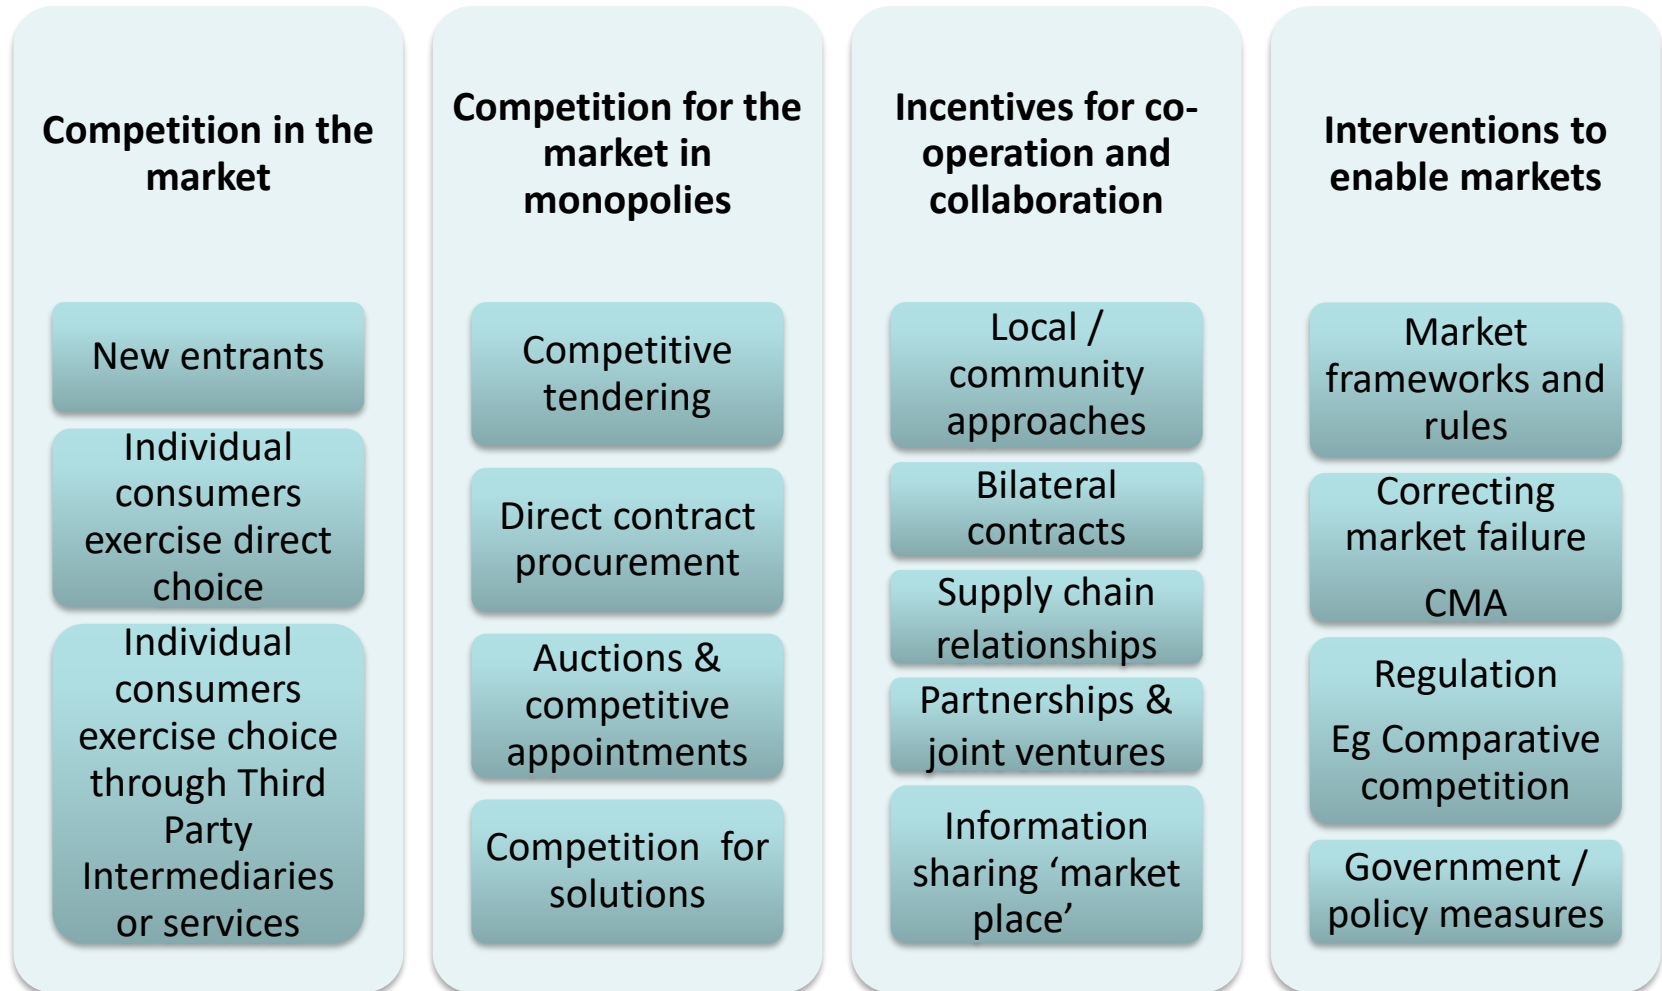 Competition in the
market
New entrants
Individual
consumers
exercise direct
choice
Individual
consumers
exercise choice
through Third
Party
Intermediaries
or services
Competition for the
market in
monopolies
Competitive
tendering
Direct contract
procurement
Auctions &
competitive
appointments
Competition  for
solutions
Incentives for co-
operation and
collaboration
Local /
community
approaches
Bilateral
contracts
Supply chain
relationships
Partnerships &
joint ventures
Information
sharing ‘market
place’
Interventions to
enable markets
Market
frameworks and
rules
Correcting
market failure
CMA
Regulation
Eg Comparative
competition
Government /
policy measures